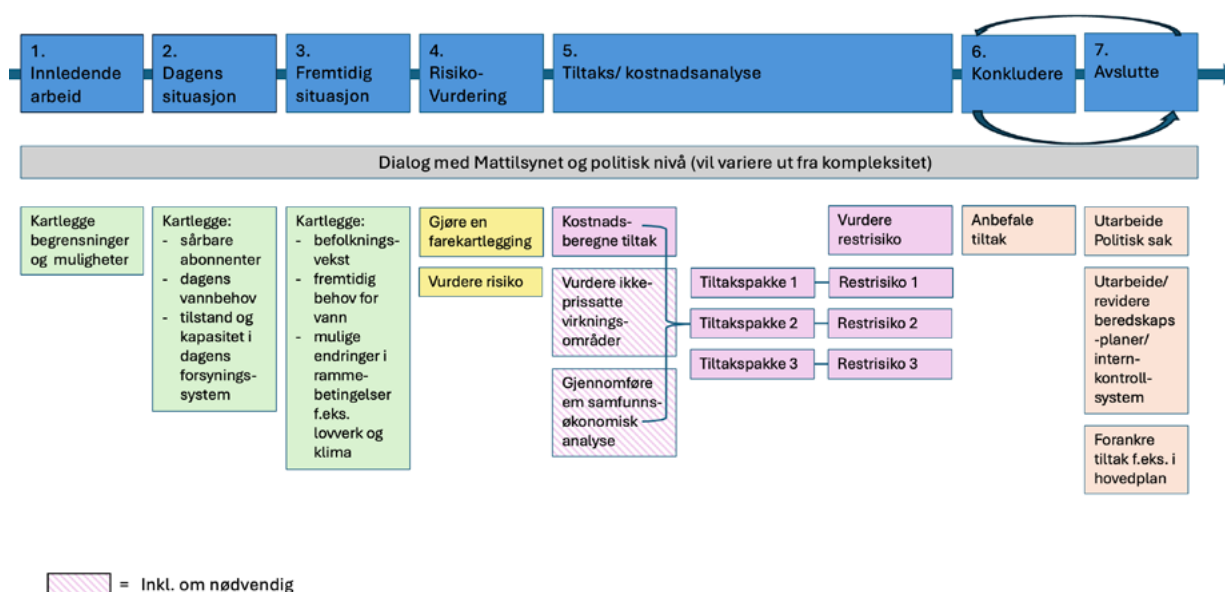 1.
Innledende
arbeid
2.
Dagens
situasjon
3.
Fremtidig
situasjon
4.
Risiko-
Vurdering
5.
Tiltaks/ kostnadsanalyse
6.
Konkludere
7.
Avslutte
Dialog med Mattilsynet og politisk nivå (vil variere ut fra kompleksitet)
Kartlegge
begrensninger
og muligheter
Kartlegge:
- sårbare
abonnenter
- dagens
vannbehov
- tilstand og
kapasitet i
dagens
forsynings-
system
Kartlegge:
- befolknings-
vekst
- fremtidig
behov for
vann
- mulige
endringer i
ramme-
betingelser
f.eks.
lovverk og
klima
Gjøre en
farekartlegging
Vurdere risiko
Kostnads-
beregne tiltak
Vurdere ikke-
prissatte
virknings-
områder
Gjennomføre
em samfunns-
økonomisk
analyse
Tiltakspakke 1
Tiltakspakke 2
Tiltakspakke 3
Vurdere
restrisiko
Restrisiko 1
Restrisiko 2
Restrisiko 3
Anbefale
tiltak
Utarbeide
Politisk sak
Utarbeide/
revidere
beredskaps
-planer/
intern-
kontroll-
system
Forankre
tiltak f.eks. i
hovedplan
= Inkl. om nødvendig